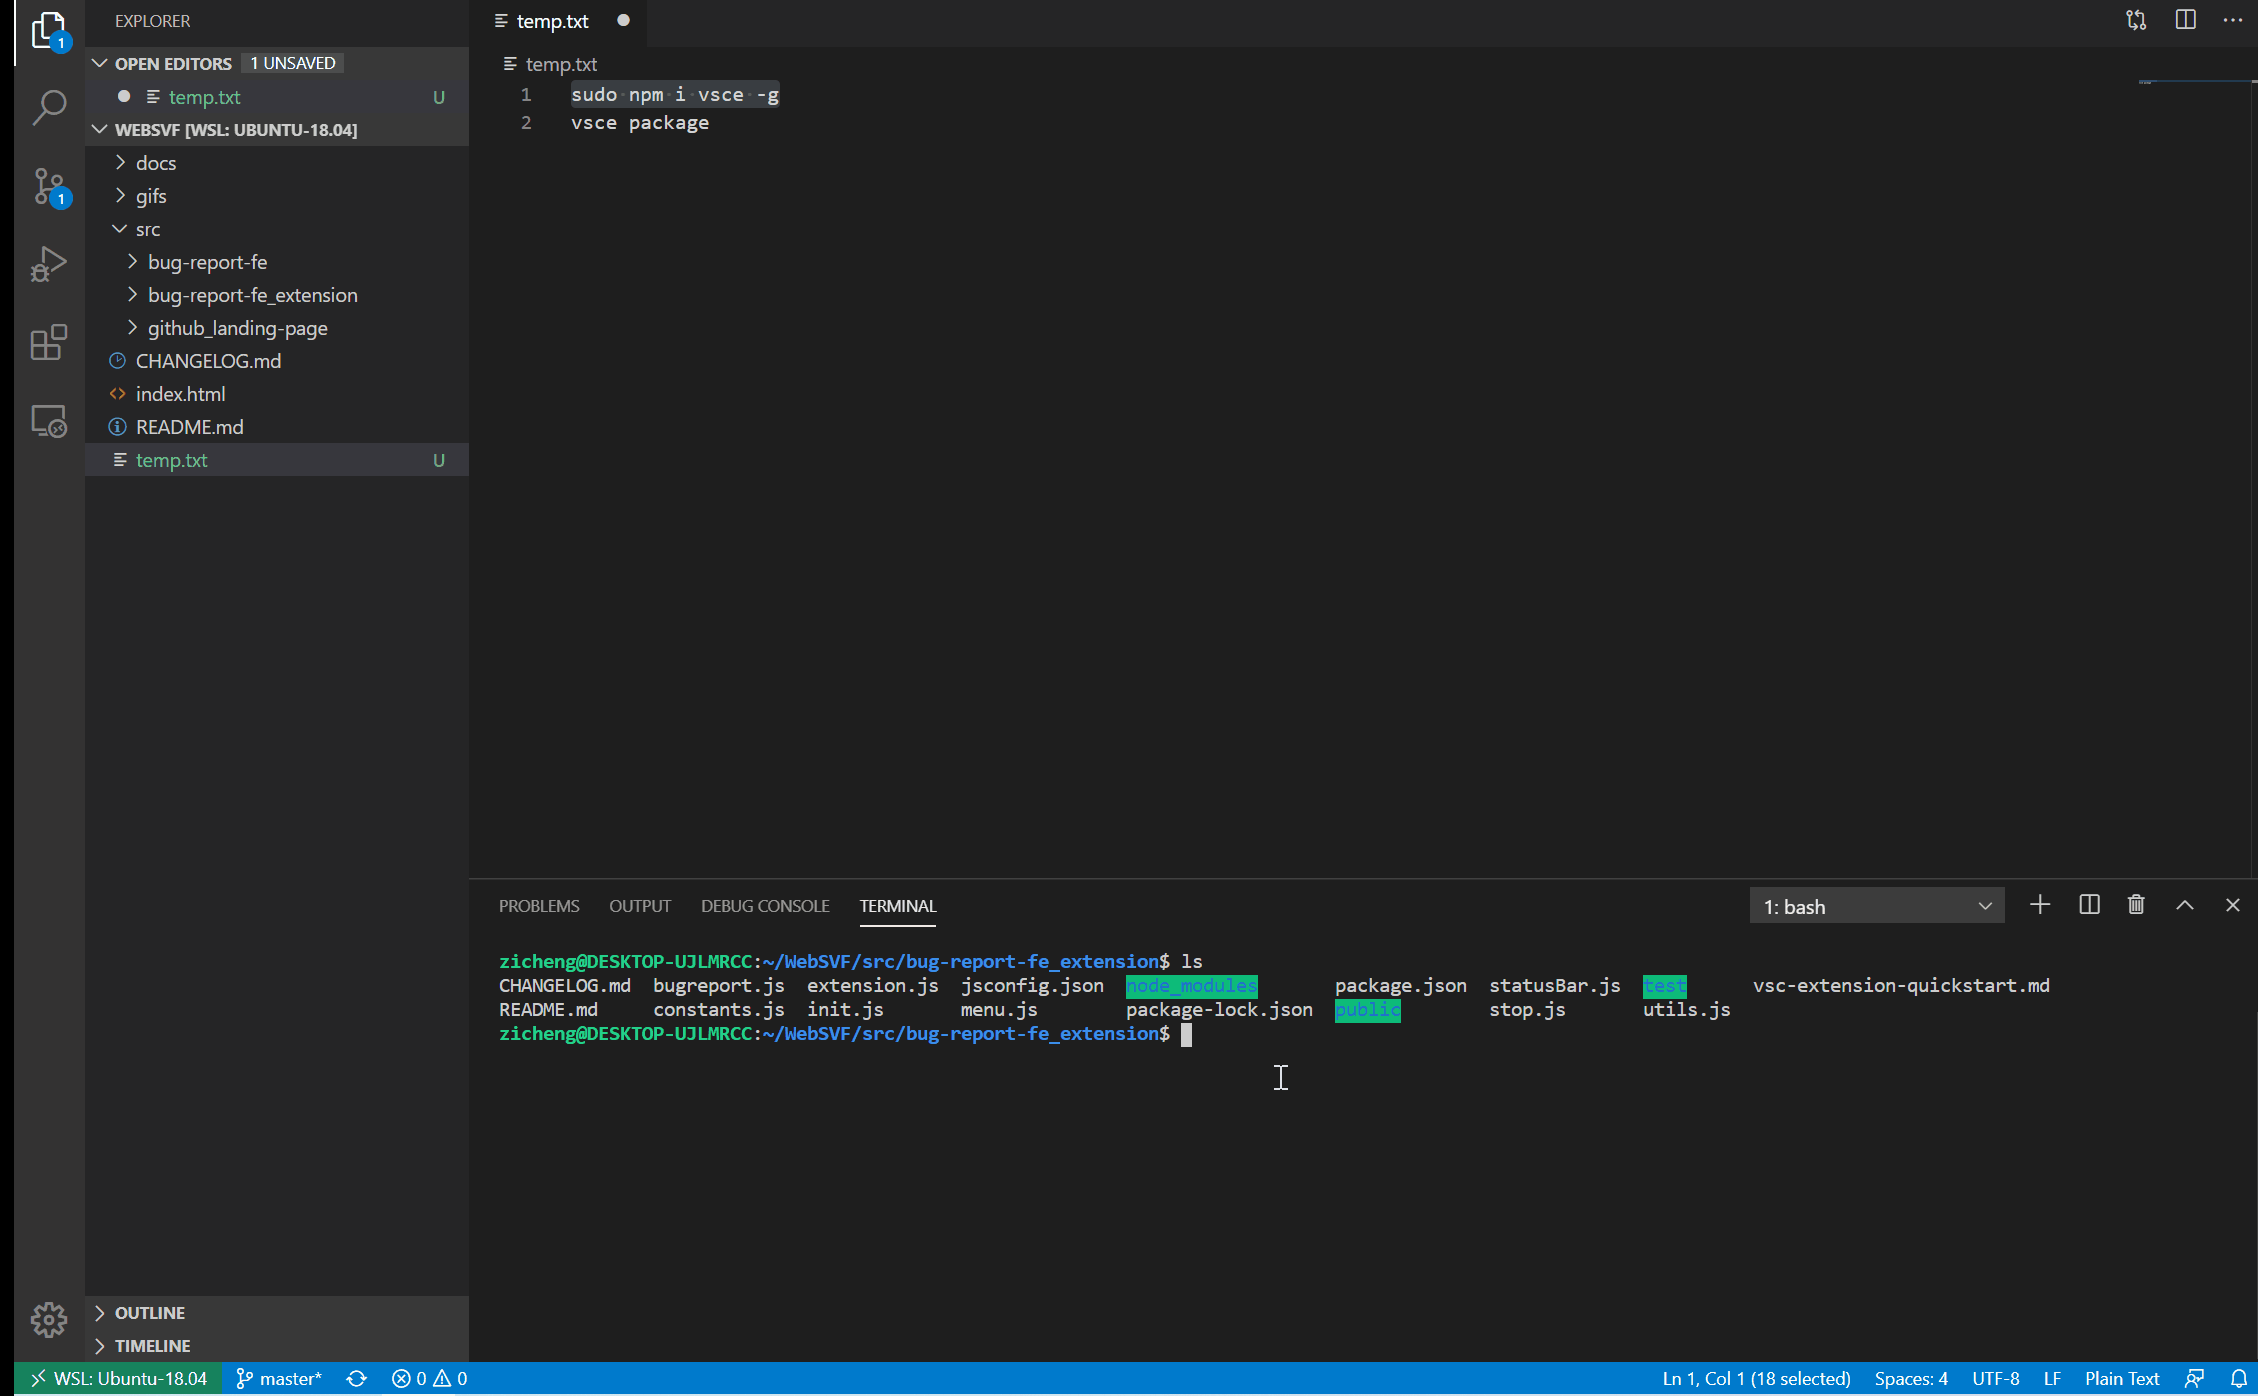 EXPLORER
OPEN EDITORS 1 UNSAVED
temp.txt U
WEBSVF [WSL: UBUNTU-18.04]
docs
gifs
src
bug-report-fe
bug-report-fe_extension
github_landing-page
CHANGELOG.md
index.html
README.md
temp.txt U
OUTLINE
TIMELINE
1
1
temp.txt
temp.txt
1 sudo npm i vsce -g
2 vsce package
PROBLEMS OUTPUT DEBUG CONSOLE TERMINAL 1: bash
zicheng@DESKTOP-UJLMRCC:~/WebSVF/src/bug-report-fe_extension$ ls
CHANGELOG.md bugreport.js extension.js jsconfig.json node_modules package.json statusBar.js test vsc-extension-quickstart.md
README.md constants.js init.js menu.js package-lock.json public stop.js utils.js
zicheng@DESKTOP-UJLMRCC:~/WebSVF/src/bug-report-fe_extension$
WSL: Ubuntu-18.04 master* 0 0 Ln 1, Col 1 (18 selected) Spaces: 4 UTF-8 LF Plain Text